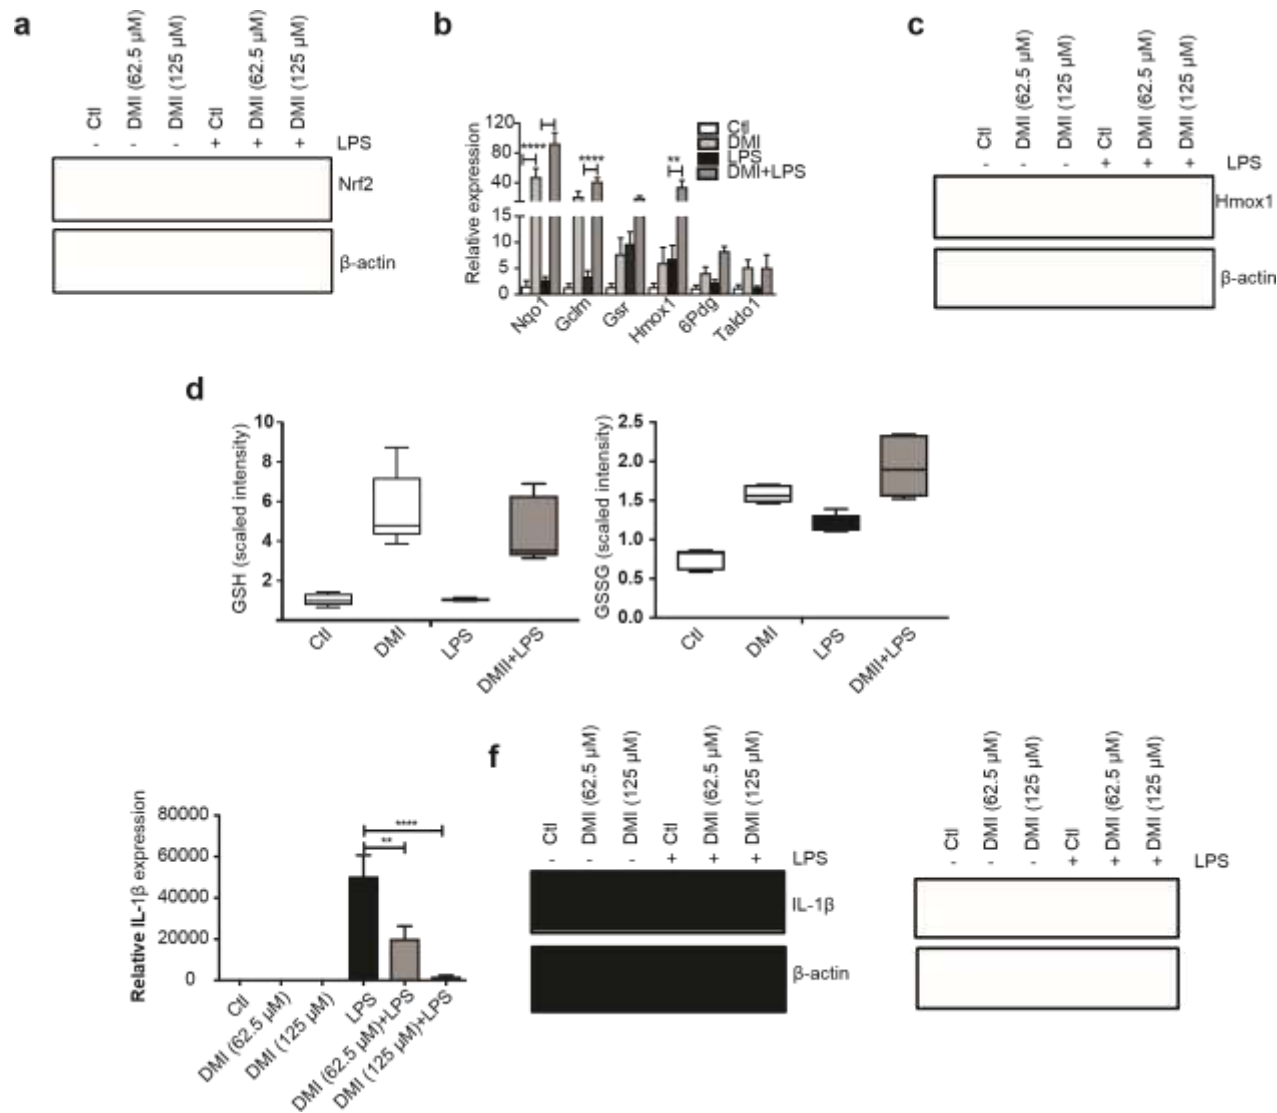 a
Ctl
DMI (62.5 µM)
DMI (125 µM)
+ Ctl
+ DMI (62.5 µM)
+ DMI (125 µM)
- - - LPS
Nrf2
β-actin
b
Relative expression
120
80
40
15
10
5
0
****
****
**
Ctl
DMI
LPS
DMI+LPS
Nqo1
Gclm
Gsr
Hmox1
6Pdg
Taldo1
c
Ctl
DMI (62.5 µM)
DMI (125 µM)
Ctl
DMI (62.5 µM)
DMI (125 µM)
- - - + + + LPS
Hmox1
β-actin
d
GSH (scaled intensity)
10
8
6
4
2
Ctl
DMI
LPS
DMII+LPS
GSSG (scaled intensity)
2.5
2.0
1.5
1.0
0.5
0.0
Ctl
DMI
LPS
DMII+LPS
Relative IL-1β expression
80000
60000
40000
20000
0
****
**
Ctl
DMI (62.5 µM)
DMI (125 µM)
LPS
DMI (62.5 µM)+LPS
DMI (125 µM)+LPS
f
Ctl
DMI (62.5 µM)
DMI (125 µM)
Ctl
DMI (62.5 µM)
DMI (125 µM)
- - - + + + LPS
IL-1β
β-actin
Ctl
DMI (62.5 µM)
DMI (125 µM)
+ Ctl
+ DMI (62.5 µM)
+ DMI (125 µM)
- - - LPS